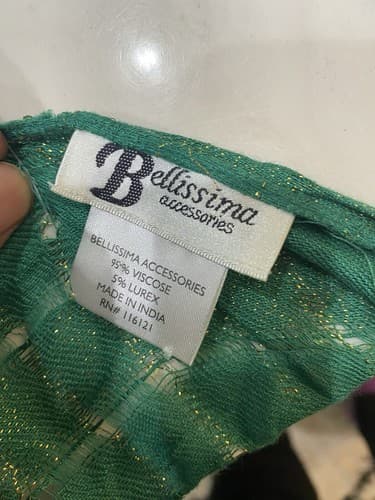 Bellissima
accessories
BELLISSIMA ACCESSORIES
95% VISCOSE
5% LUREX
MADE IN INDIA
RN# 116121